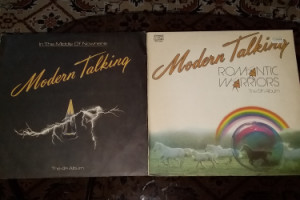 In The Middle Of Nowhere
Modern Talking
The 4th Album
Modern Talking
ROMANTIC
WARRIORS
The 5th Album